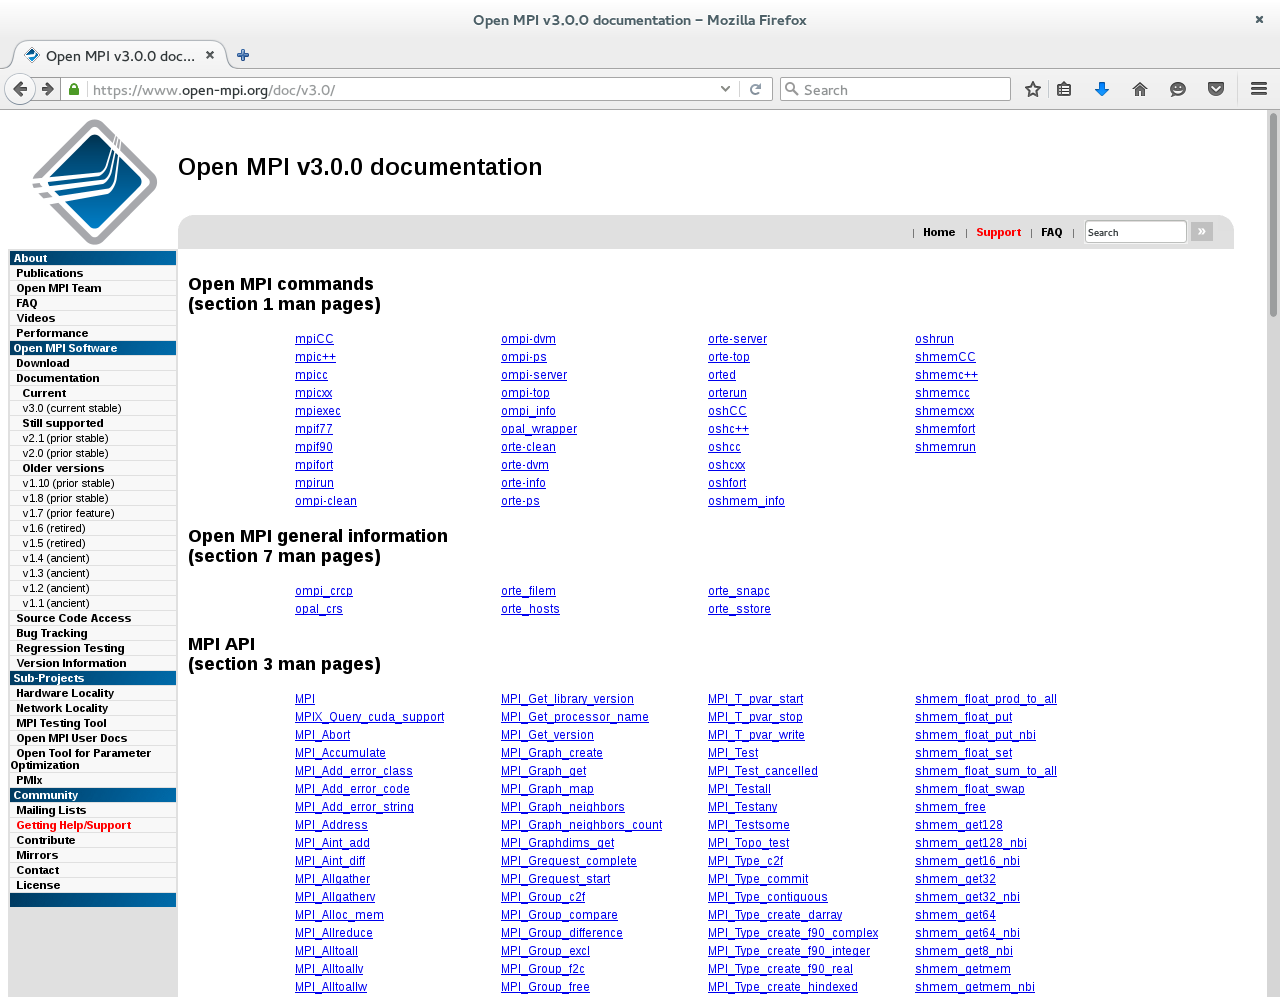 Open MPI v3.0.0 documentation – Mozilla Firefox
Open MPI v3.0.0 doc...
https://www.open-mpi.org/doc/v3.0/
Search
Open MPI v3.0.0 documentation
| Home | Support | FAQ |
Search
»
About
Publications
Open MPI Team
FAQ
Videos
Performance
Open MPI Software
Download
Documentation
Current
v3.0 (current stable)
Still supported
v2.1 (prior stable)
v2.0 (prior stable)
Older versions
v1.10 (prior stable)
v1.8 (prior stable)
v1.7 (prior feature)
v1.6 (retired)
v1.5 (retired)
v1.4 (ancient)
v1.3 (ancient)
v1.2 (ancient)
v1.1 (ancient)
Source Code Access
Bug Tracking
Regression Testing
Version Information
Sub-Projects
Hardware Locality
Network Locality
MPI Testing Tool
Open MPI User Docs
Open Tool for Parameter
Optimization
PMIx
Community
Mailing Lists
Getting Help/Support
Contribute
Mirrors
Contact
License
Open MPI commands
(section 1 man pages)
mpiCC ompi-dvm orte-server oshrun
mpic++ ompi-ps orte-top shmemCC
mpicc ompi-server orted shmemc++
mpicxx ompi-top orterun shmemcc
mpiexec ompi_info oshCC shmemcxx
mpif77 opal_wrapper oshc++ shmemfort
mpif90 orte-clean oshcc shmemrun
mpifort orte-dvm oshcxx
mpirun orte-info oshfort
ompi-clean orte-ps oshmem_info
Open MPI general information
(section 7 man pages)
ompi_crcp orte_filem orte_snapc
opal_crs orte_hosts orte_sstore
MPI API
(section 3 man pages)
MPI MPI_Get_library_version MPI_T_pvar_start shmem_float_prod_to_all
MPIX_Query_cuda_support MPI_Get_processor_name MPI_T_pvar_stop shmem_float_put
MPI_Abort MPI_Get_version MPI_T_pvar_write shmem_float_put_nbi
MPI_Accumulate MPI_Graph_create MPI_Test shmem_float_set
MPI_Add_error_class MPI_Graph_get MPI_Test_cancelled shmem_float_sum_to_all
MPI_Add_error_code MPI_Graph_map MPI_Testall shmem_float_swap
MPI_Add_error_string MPI_Graph_neighbors MPI_Testany shmem_free
MPI_Address MPI_Graph_neighbors_count MPI_Testsome shmem_get128
MPI_Aint_add MPI_Graphdims_get MPI_Topo_test shmem_get128_nbi
MPI_Aint_diff MPI_Grequest_complete MPI_Type_c2f shmem_get16_nbi
MPI_Allgather MPI_Grequest_start MPI_Type_commit shmem_get32
MPI_Allgatherv MPI_Group_c2f MPI_Type_contiguous shmem_get32_nbi
MPI_Alloc_mem MPI_Group_compare MPI_Type_create_darray shmem_get64
MPI_Allreduce MPI_Group_difference MPI_Type_create_f90_complex shmem_get64_nbi
MPI_Alltoall MPI_Group_excl MPI_Type_create_f90_integer shmem_get8_nbi
MPI_Alltoallv MPI_Group_f2c MPI_Type_create_f90_real shmem_getmem
MPI_Alltoallw MPI_Group_free MPI_Type_create_hindexed shmem_getmem_nbi